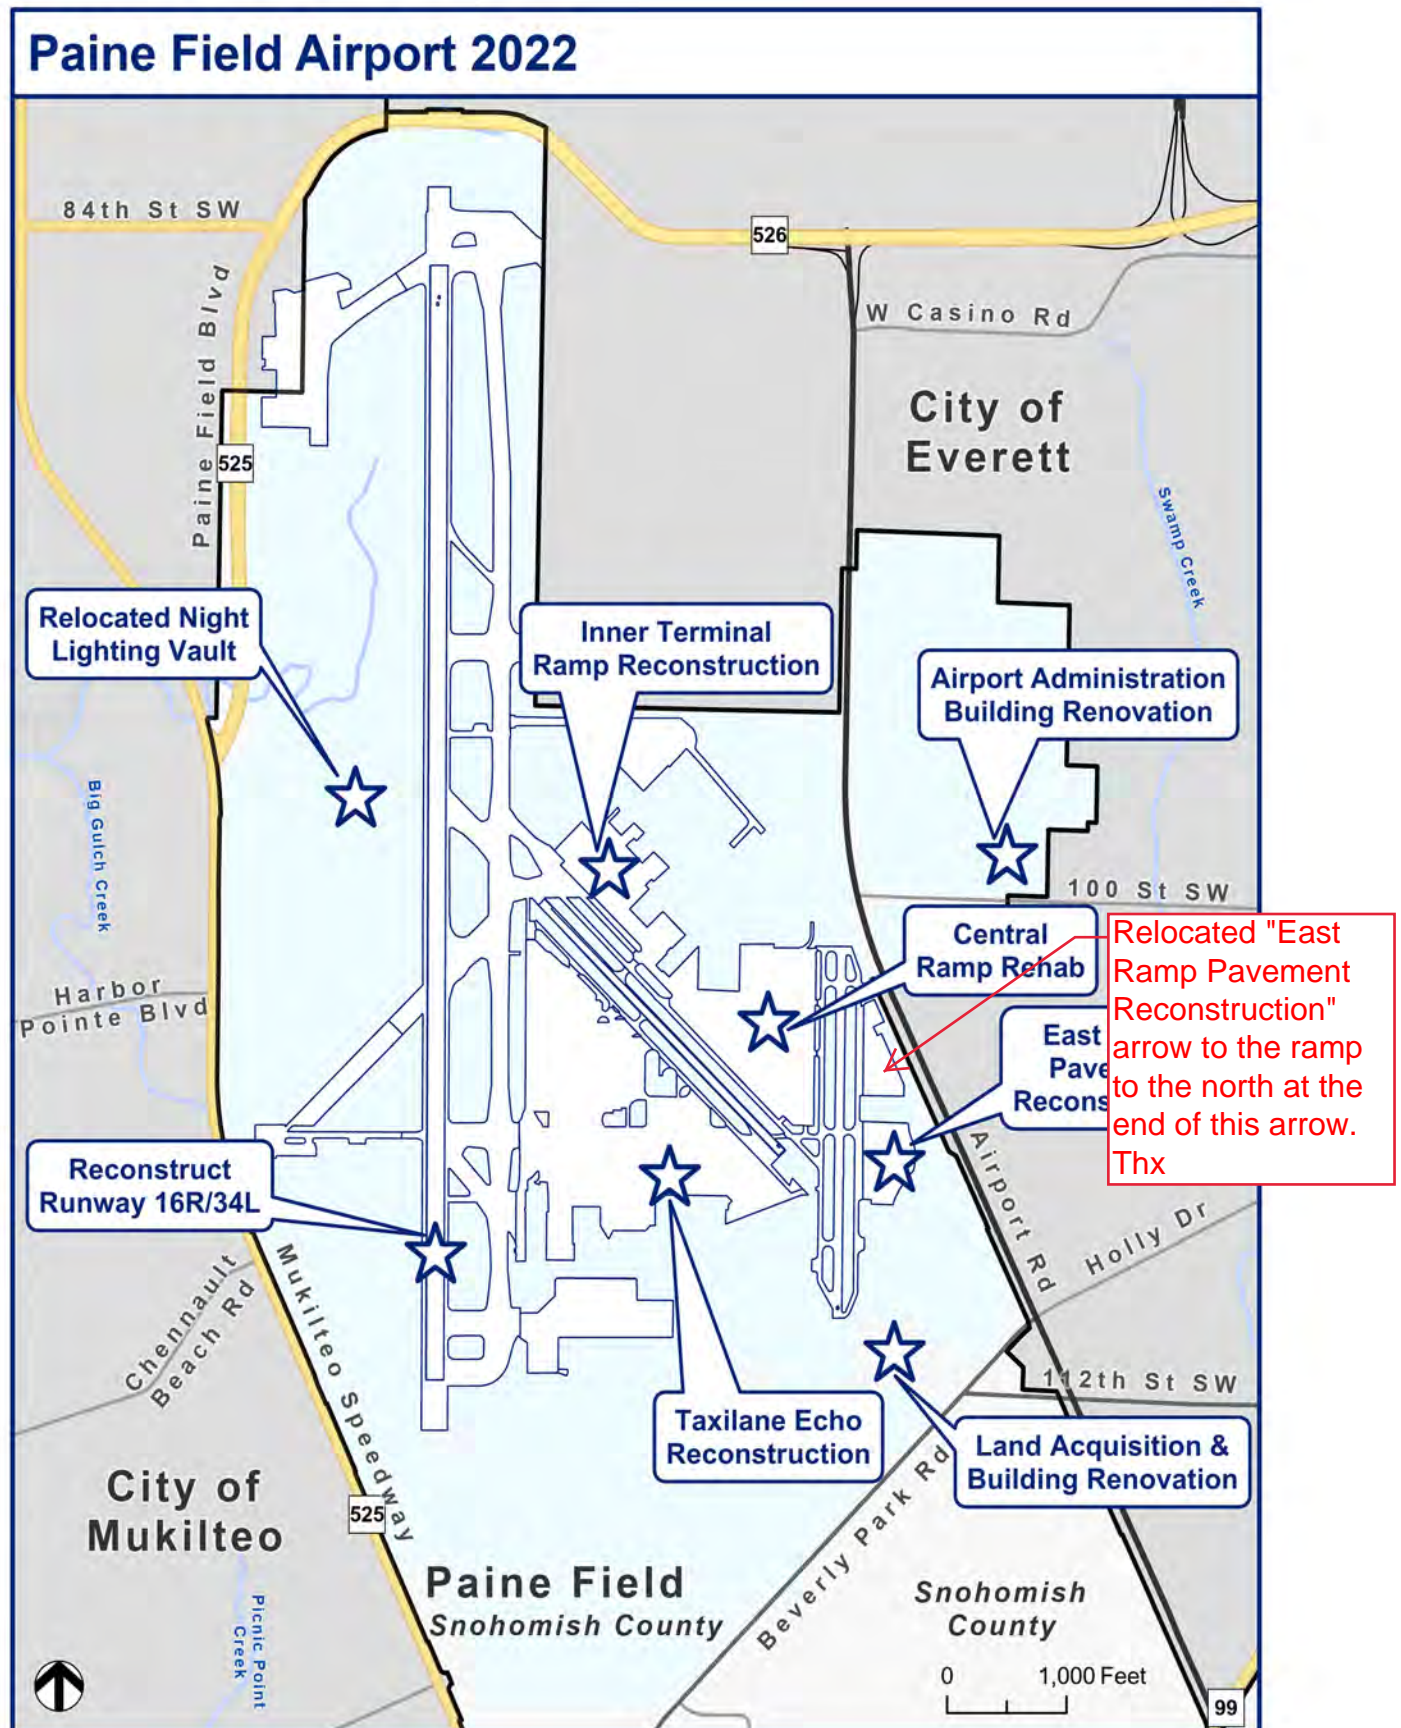 Paine Field Airport 2022
84th St SW
526
Paine Field Blvd
W Casino Rd
City of
Everett
525
Swamp Creek
Relocated Night
Lighting Vault
Inner Terminal
Ramp Reconstruction
Airport Administration
Building Renovation
Big Gulch Creek
100 St SW
Central
Ramp Rehab
Relocated "East
Ramp Pavement
Reconstruction"
arrow to the ramp
to the north at the
end of this arrow.
Thx
Harbor
Pointe Blvd
East
Pave
Recons
Airport Rd
Reconstruct
Runway 16R/34L
Holly Dr
Chennault
Beach Rd
Mukilteo Speedway
112th St SW
Taxilane Echo
Reconstruction
Land Acquisition &
Building Renovation
City of
Mukilteo
525
Beverly Park Rd
Paine Field
Snohomish County
Snohomish
County
Picnic Point
Creek
0 1,000 Feet
99